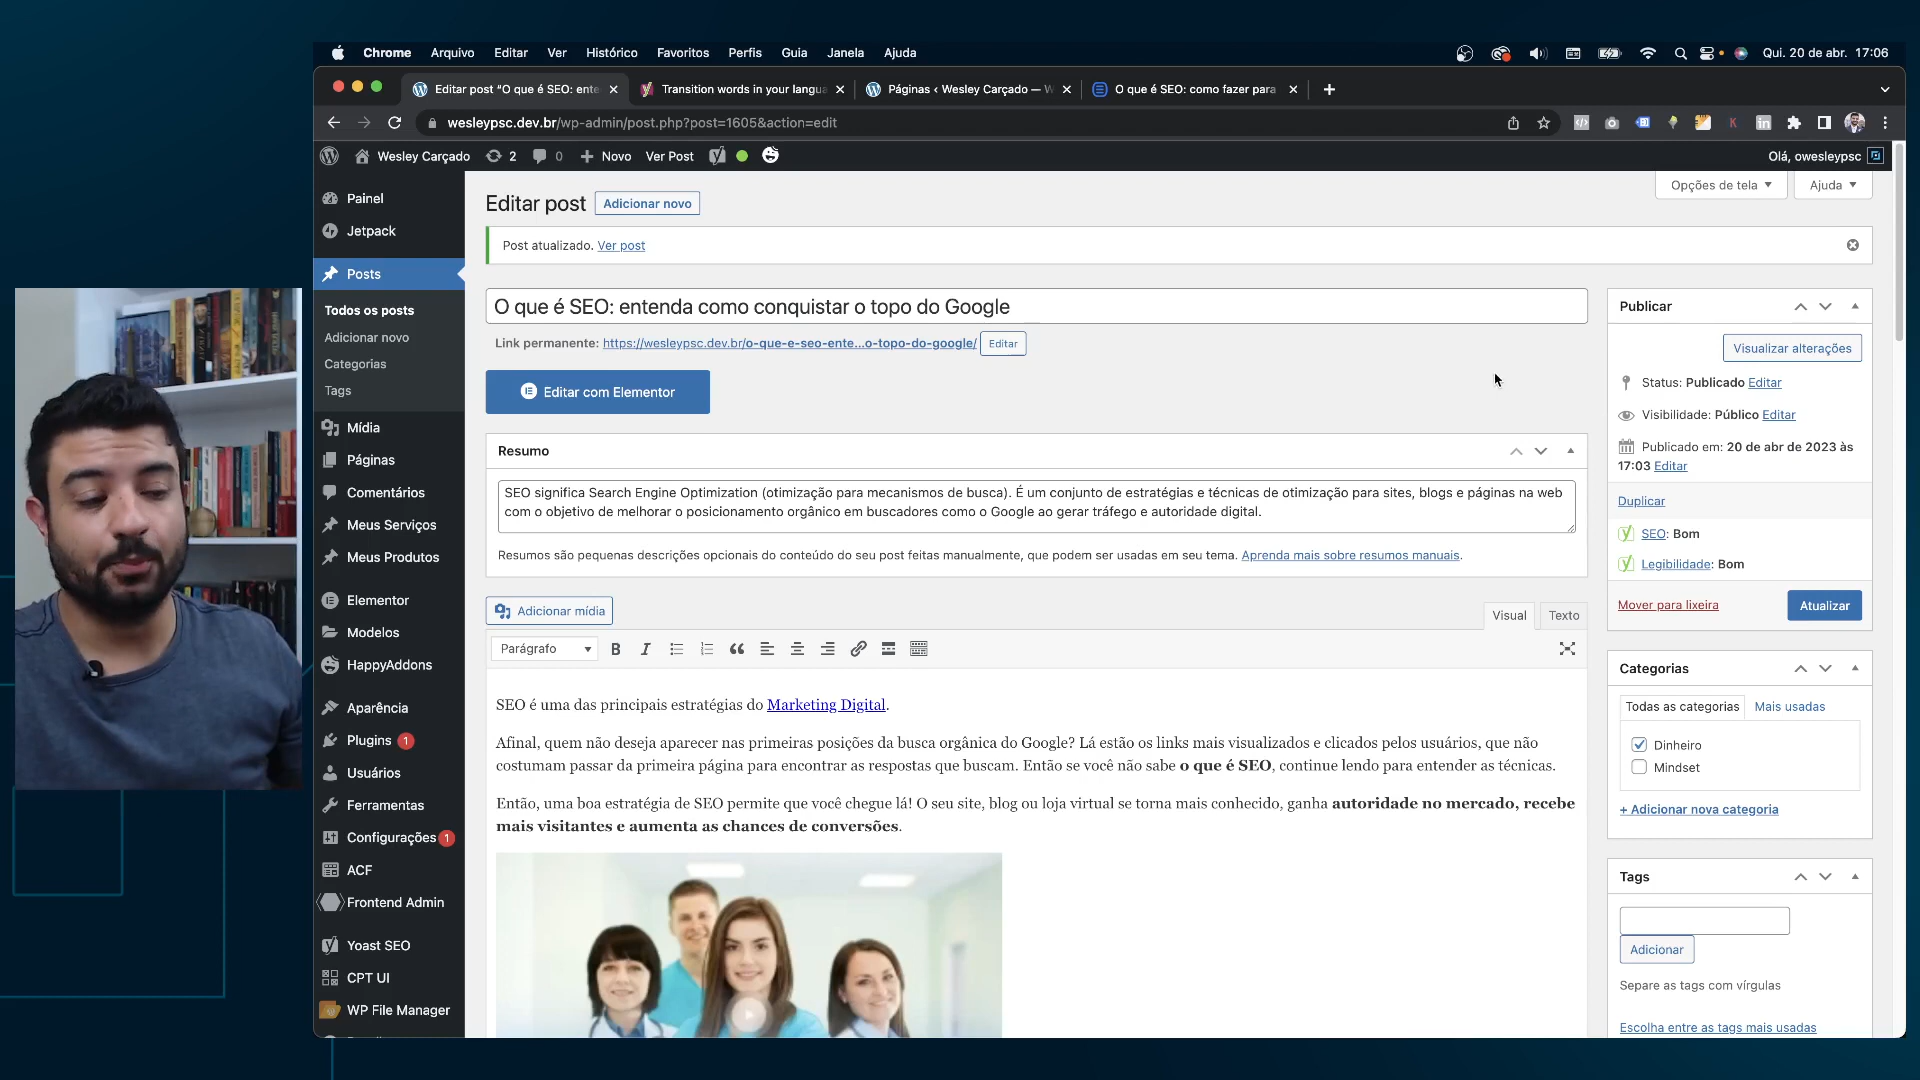 Chrome Arquivo Editar Ver Histórico Favoritos Perfis Guia Janela Ajuda
Qui. 20 de abr. 17:06
Editar post "O que é SEO: ente
Transition words in your langua
Páginas ‹ Wesley Carçado — W
O que é SEO: como fazer para
wesleypsc.dev.br/wp-admin/post.php?post=1605&action=edit
Wesley Carçado 2 0 Novo Ver Post
Olá, owesleypsc
Painel
Jetpack
Posts
Todos os posts
Adicionar novo
Categorias
Tags
Mídia
Páginas
Comentários
Meus Serviços
Meus Produtos
Elementor
Modelos
HappyAddons
Aparência
Plugins 1
Usuários
Ferramentas
Configurações 1
ACF
Frontend Admin
Yoast SEO
CPT UI
WP File Manager
Opções de tela
Ajuda
Editar post
Adicionar novo
Post atualizado. Ver post
O que é SEO: entenda como conquistar o topo do Google
Link permanente: https://wesleypsc.dev.br/o-que-e-seo-ente...o-topo-do-google/ Editar
Editar com Elementor
Resumo
SEO significa Search Engine Optimization (otimização para mecanismos de busca). É um conjunto de estratégias e técnicas de otimização para sites, blogs e páginas na web
com o objetivo de melhorar o posicionamento orgânico em buscadores como o Google ao gerar tráfego e autoridade digital.
Resumos são pequenas descrições opcionais do conteúdo do seu post feitas manualmente, que podem ser usadas em seu tema. Aprenda mais sobre resumos manuais.
Adicionar mídia
Visual
Texto
Parágrafo
B I
SEO é uma das principais estratégias do Marketing Digital.
Afinal, quem não deseja aparecer nas primeiras posições da busca orgânica do Google? Lá estão os links mais visualizados e clicados pelos usuários, que não
costumam passar da primeira página para encontrar as respostas que buscam. Então se você não sabe o que é SEO, continue lendo para entender as técnicas.
Então, uma boa estratégia de SEO permite que você chegue lá! O seu site, blog ou loja virtual se torna mais conhecido, ganha autoridade no mercado, recebe
mais visitantes e aumenta as chances de conversões.
Publicar
Visualizar alterações
Status: Publicado Editar
Visibilidade: Público Editar
Publicado em: 20 de abr de 2023 às
17:03 Editar
Duplicar
SEO: Bom
Legibilidade: Bom
Mover para lixeira
Atualizar
Categorias
Todas as categorias
Mais usadas
Dinheiro
Mindset
+ Adicionar nova categoria
Tags
Adicionar
Separe as tags com vírgulas
Escolha entre as tags mais usadas